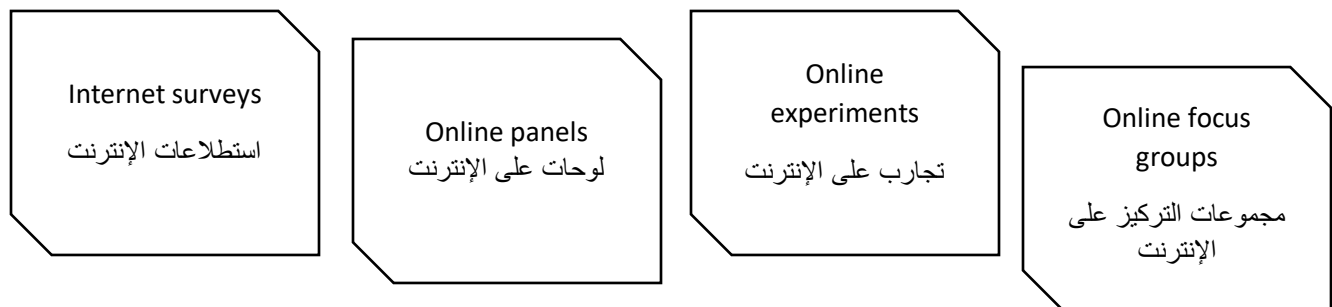 Internet surveys
استطلاعات الإنترنت
Online panels
لوحات على الإنترنت
Online
experiments
تجارب على الإنترنت
Online focus
groups
مجموعات التركيز على
الإنترنت